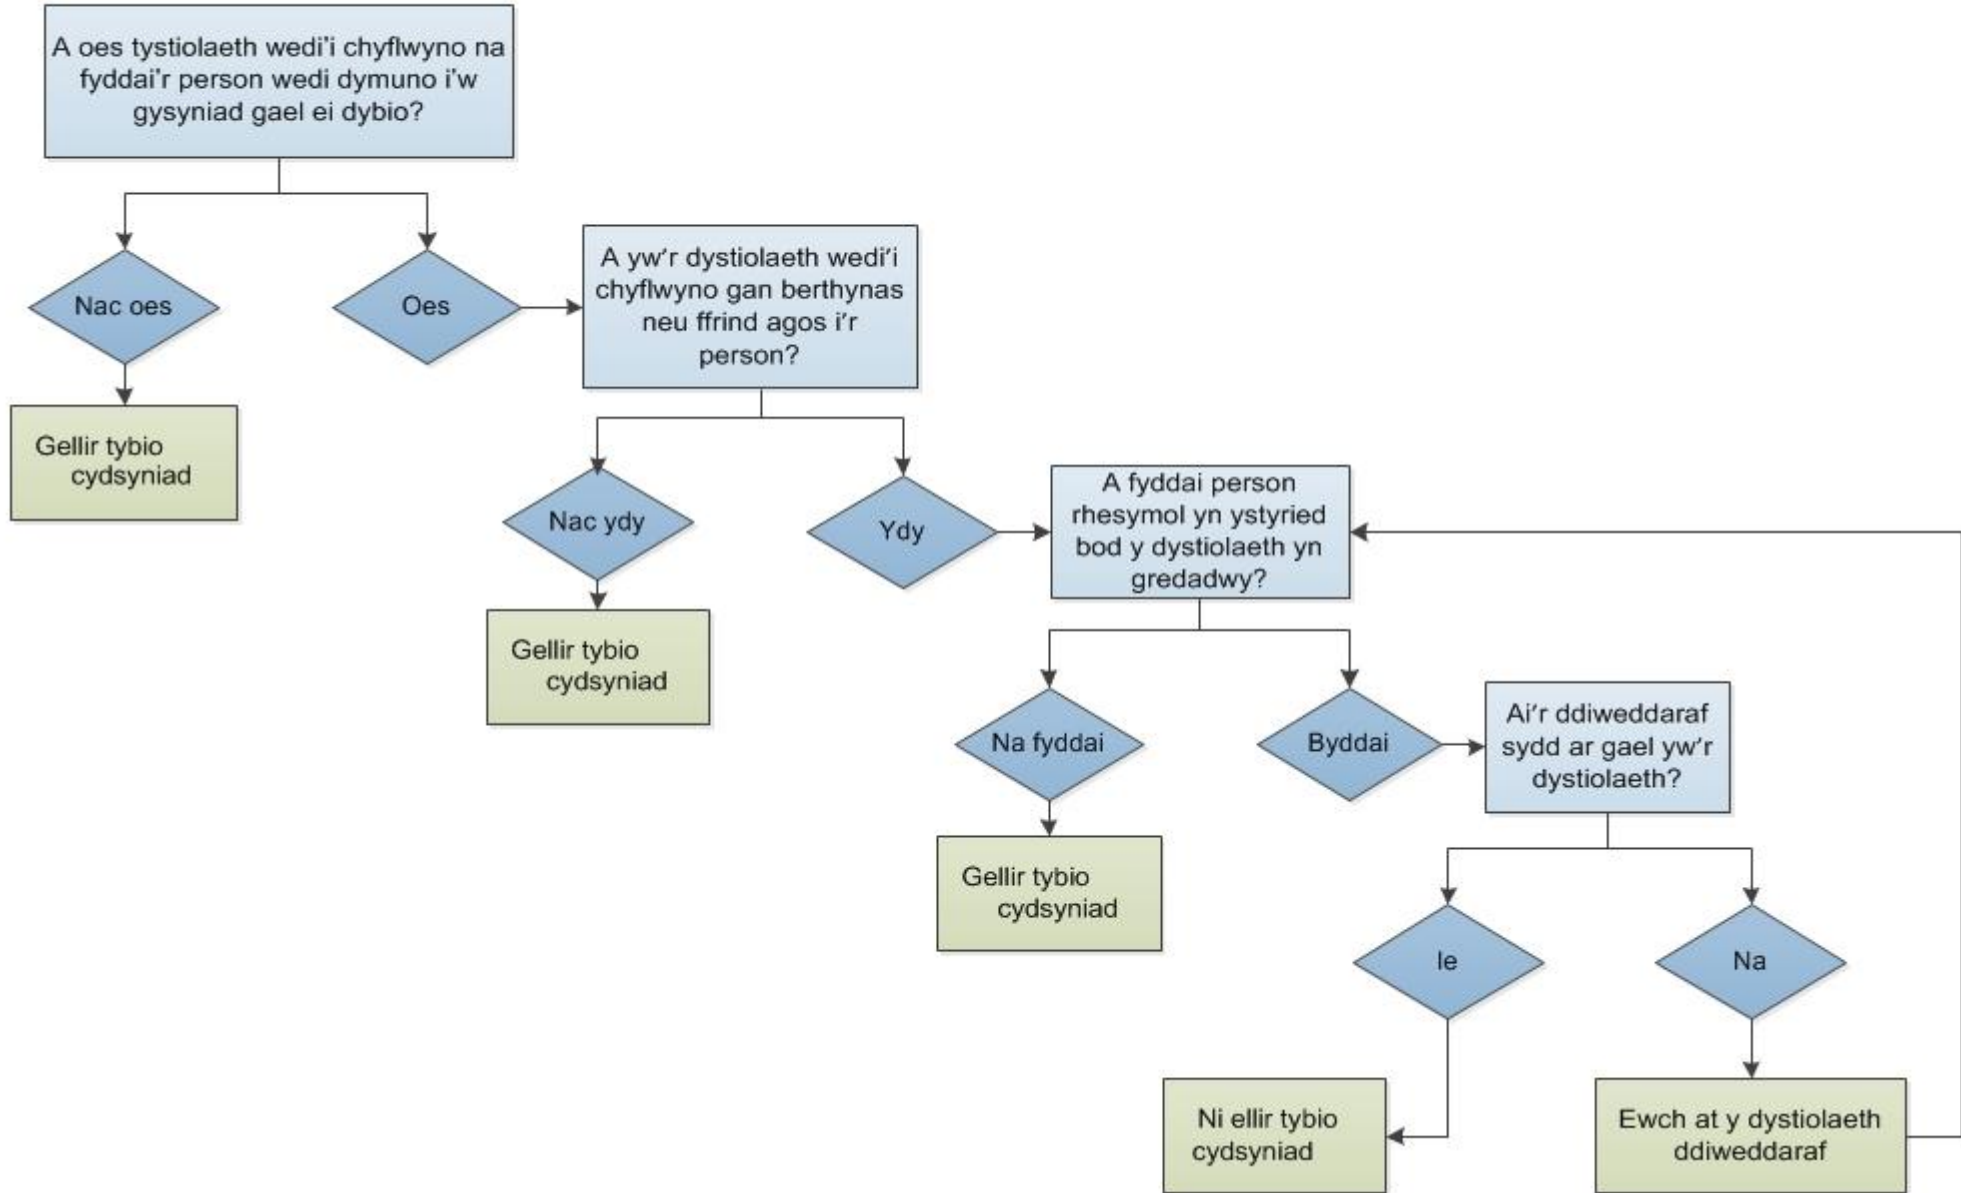 A oes tystiolaeth wedi'i chyflwyno na
fyddai'r person wedi dymuno i'w
gysyniad gael ei dybio?
Nac oes
Oes
Gellir tybio
cydsyniad
A yw'r dystiolaeth wedi'i
chyflwyno gan berthynas
neu ffrind agos i'r
person?
Nac ydy
Ydy
Gellir tybio
cydsyniad
A fyddai person
rhesymol yn ystyried
bod y dystiolaeth yn
gredadwy?
Na fyddai
Byddai
Gellir tybio
cydsyniad
Ai'r ddiweddaraf
sydd ar gael yw'r
dystiolaeth?
Ie
Na
Ni ellir tybio
cydsyniad
Ewch at y dystiolaeth
ddiweddaraf